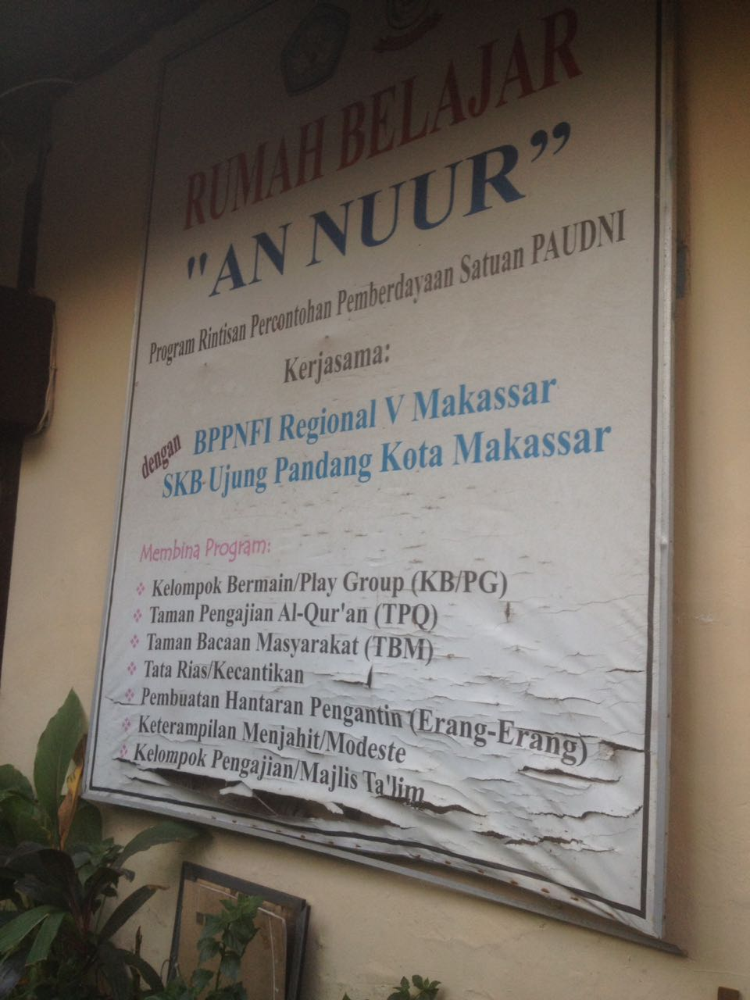 RUMAH BELAJAR
"AN NUUR”
Program Rintisan Percontohan Pemberdayaan Satuan PAUDNI
Kerjasama:
dengan BPPNFI Regional V Makassar
SKB Ujung Pandang Kota Makassar
Membina Program:
Kelompok Bermain/Play Group (KB/PG)
Taman Pengajian Al-Qur'an (TPQ)
Taman Bacaan Masyarakat (TBM)
Tata Rias/Kecantikan
Pembuatan Hantaran Pengantin (Erang-Erang)
Keterampilan Menjahit/Modeste
Kelompok Pengajian/Majlis Ta'lim